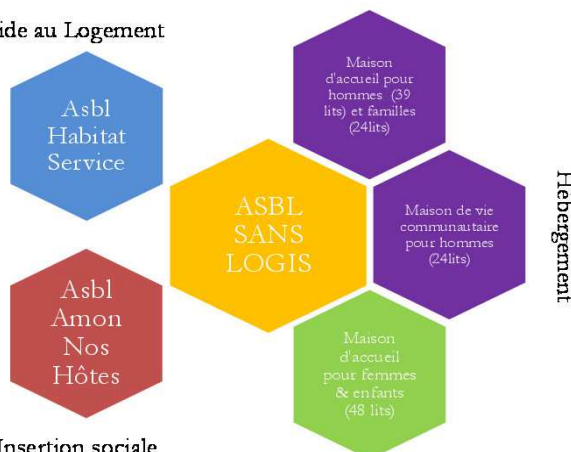 ide au Logement
Asbl
Habitat
Service
Maison
d'accueil pour
hommes (39
lits) et familles
(24lits)
ASBL
SANS
LOGIS
Maison de vie
communautaire
pour hommes
(24lits)
Hébergement
Asbl
Amon
Nos
Hôtes
Maison
d'accueil
pour femmes
& enfants
(48 lits)
Insertion sociale